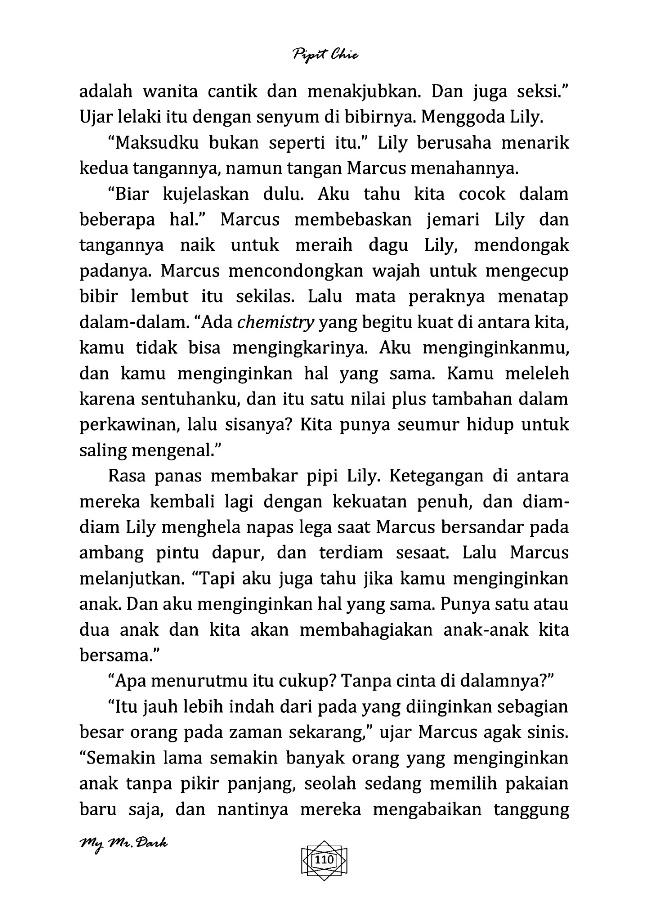 Pipit Chie
adalah wanita cantik dan menakjubkan. Dan juga seksi.”
Ujar lelaki itu dengan senyum di bibirnya. Menggoda Lily.
“Maksudku bukan seperti itu.” Lily berusaha menarik
kedua tangannya, namun tangan Marcus menahannya.
“Biar kujelaskan dulu. Aku tahu kita cocok dalam
beberapa hal.” Marcus membebaskan jemari Lily dan
tangannya naik untuk meraih dagu Lily, mendongak
padanya. Marcus mencondongkan wajah untuk mengecup
bibir lembut itu sekilas. Lalu mata peraknya menatap
dalam-dalam. “Ada chemistry yang begitu kuat di antara kita,
kamu tidak bisa mengingkarinya. Aku menginginkanmu,
dan kamu menginginkan hal yang sama. Kamu meleleh
karena sentuhanku, dan itu satu nilai plus tambahan dalam
perkawinan, lalu sisanya? Kita punya seumur hidup untuk
saling mengenal.”
Rasa panas membakar pipi Lily. Ketegangan di antara
mereka kembali lagi dengan kekuatan penuh, dan diam-
diam Lily menghela napas lega saat Marcus bersandar pada
ambang pintu dapur, dan terdiam sesaat. Lalu Marcus
melanjutkan. “Tapi aku juga tahu jika kamu menginginkan
anak. Dan aku menginginkan hal yang sama. Punya satu atau
dua anak dan kita akan membahagiakan anak-anak kita
bersama.”
“Apa menurutmu itu cukup? Tanpa cinta di dalamnya?”
“Itu jauh lebih indah dari pada yang diinginkan sebagian
besar orang pada zaman sekarang,” ujar Marcus agak sinis.
“Semakin lama semakin banyak orang yang menginginkan
anak tanpa pikir panjang, seolah sedang memilih pakaian
baru saja, dan nantinya mereka mengabaikan tanggung
My Mr. Dark
110